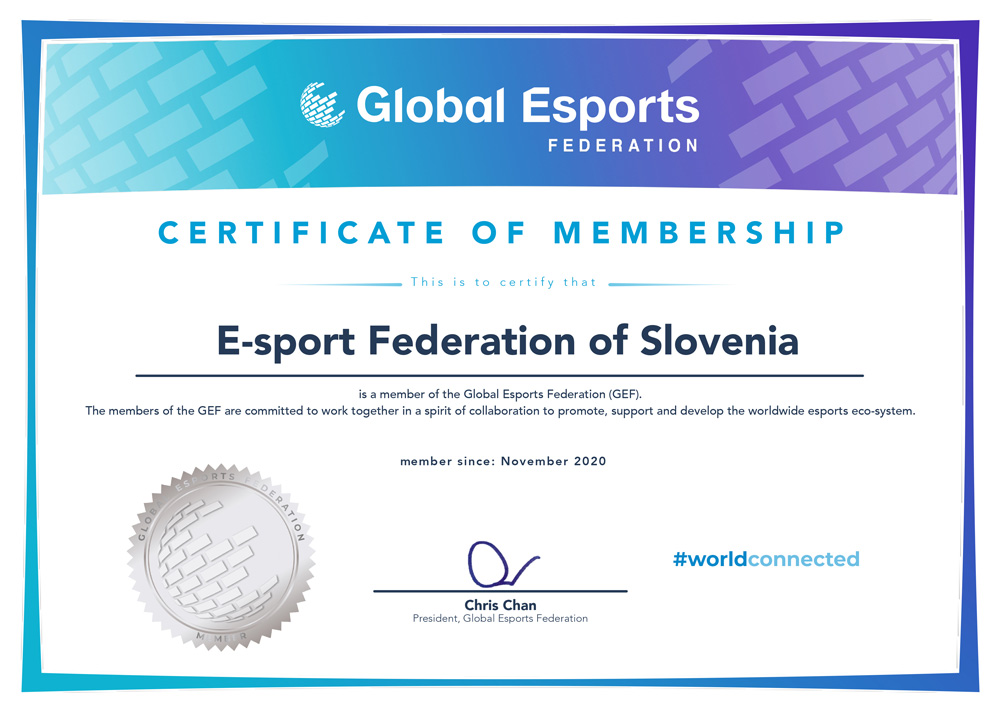 Global Esports
FEDERATION
CERTIFICATE OF MEMBERSHIP
This is to certify that
E-sport Federation of Slovenia
is a member of the Global Esports Federation (GEF).
The members of the GEF are committed to work together in a spirit of collaboration to promote, support and develop the worldwide esports eco-system.
member since: November 2020
GLOBAL ESPORTS FEDERATION
MEMBER
#worldconnected
Chris Chan
President, Global Esports Federation